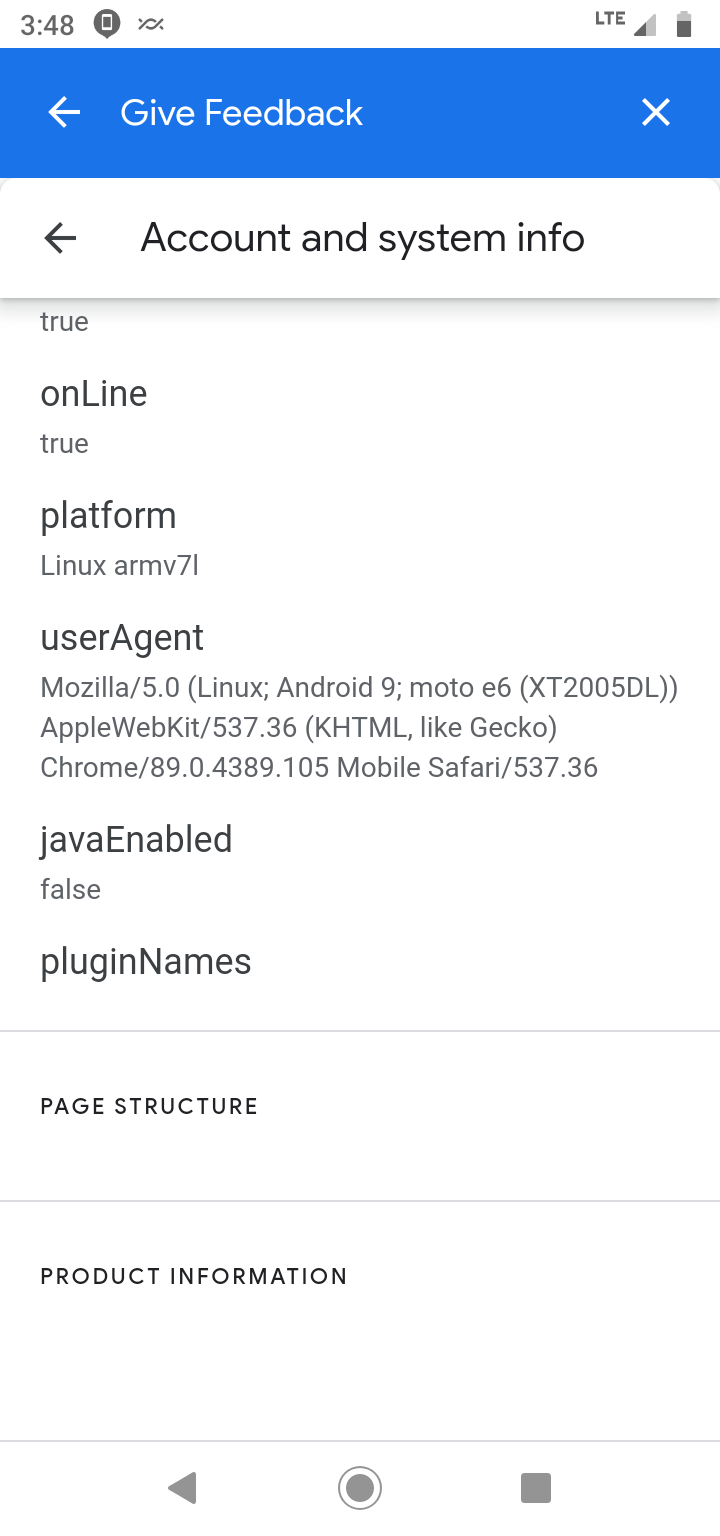 3:48
LTE
Give Feedback
Account and system info
true
onLine
true
platform
Linux armv7l
userAgent
Mozilla/5.0 (Linux; Android 9; moto e6 (XT2005DL))
AppleWebKit/537.36 (KHTML, like Gecko)
Chrome/89.0.4389.105 Mobile Safari/537.36
javaEnabled
false
pluginNames
PAGE STRUCTURE
PRODUCT INFORMATION